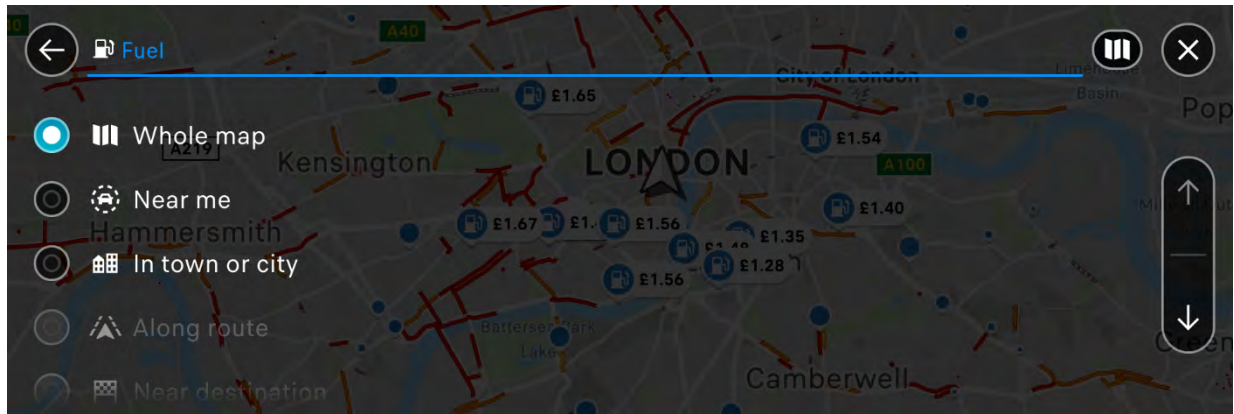 A40
Fuel
City of London
Limehouse
Basin
£1.65
Pop
Whole map
£1.54
A219
Kensington
LONDON
A100
Near me
£1.40
Hammersmith
£1.67
£1.
£1.56
£1.35
In town or city
£1.28
£1.56
Along route
Battersea Park
Lake
Green
Near destination
Camberwell